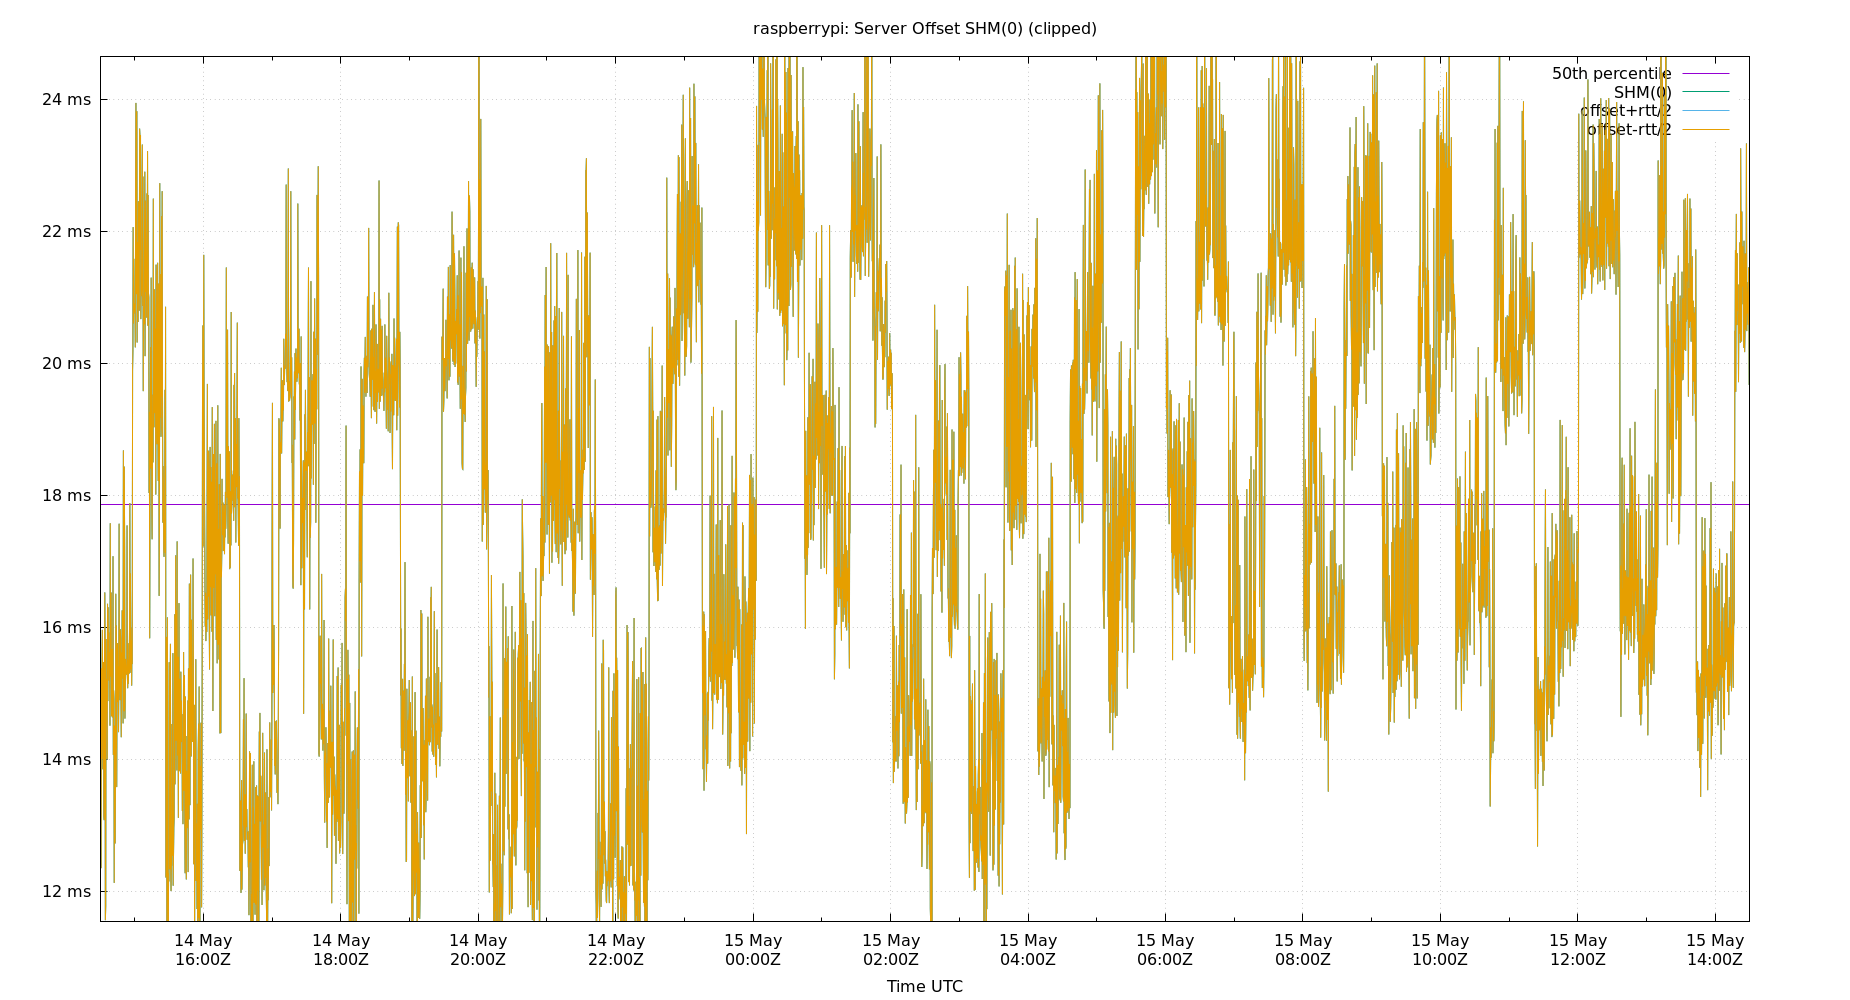 raspberrypi: Server Offset SHM(0) (clipped)
50th percentile
SHM(0)
offset+rtt/2
offset-rtt/2
24 ms
22 ms
20 ms
18 ms
16 ms
14 ms
12 ms
14 May 14 May 14 May 14 May 15 May 15 May 15 May 15 May 15 May 15 May 15 May 15 May
16:00Z 18:00Z 20:00Z 22:00Z 00:00Z 02:00Z 04:00Z 06:00Z 08:00Z 10:00Z 12:00Z 14:00Z
Time UTC